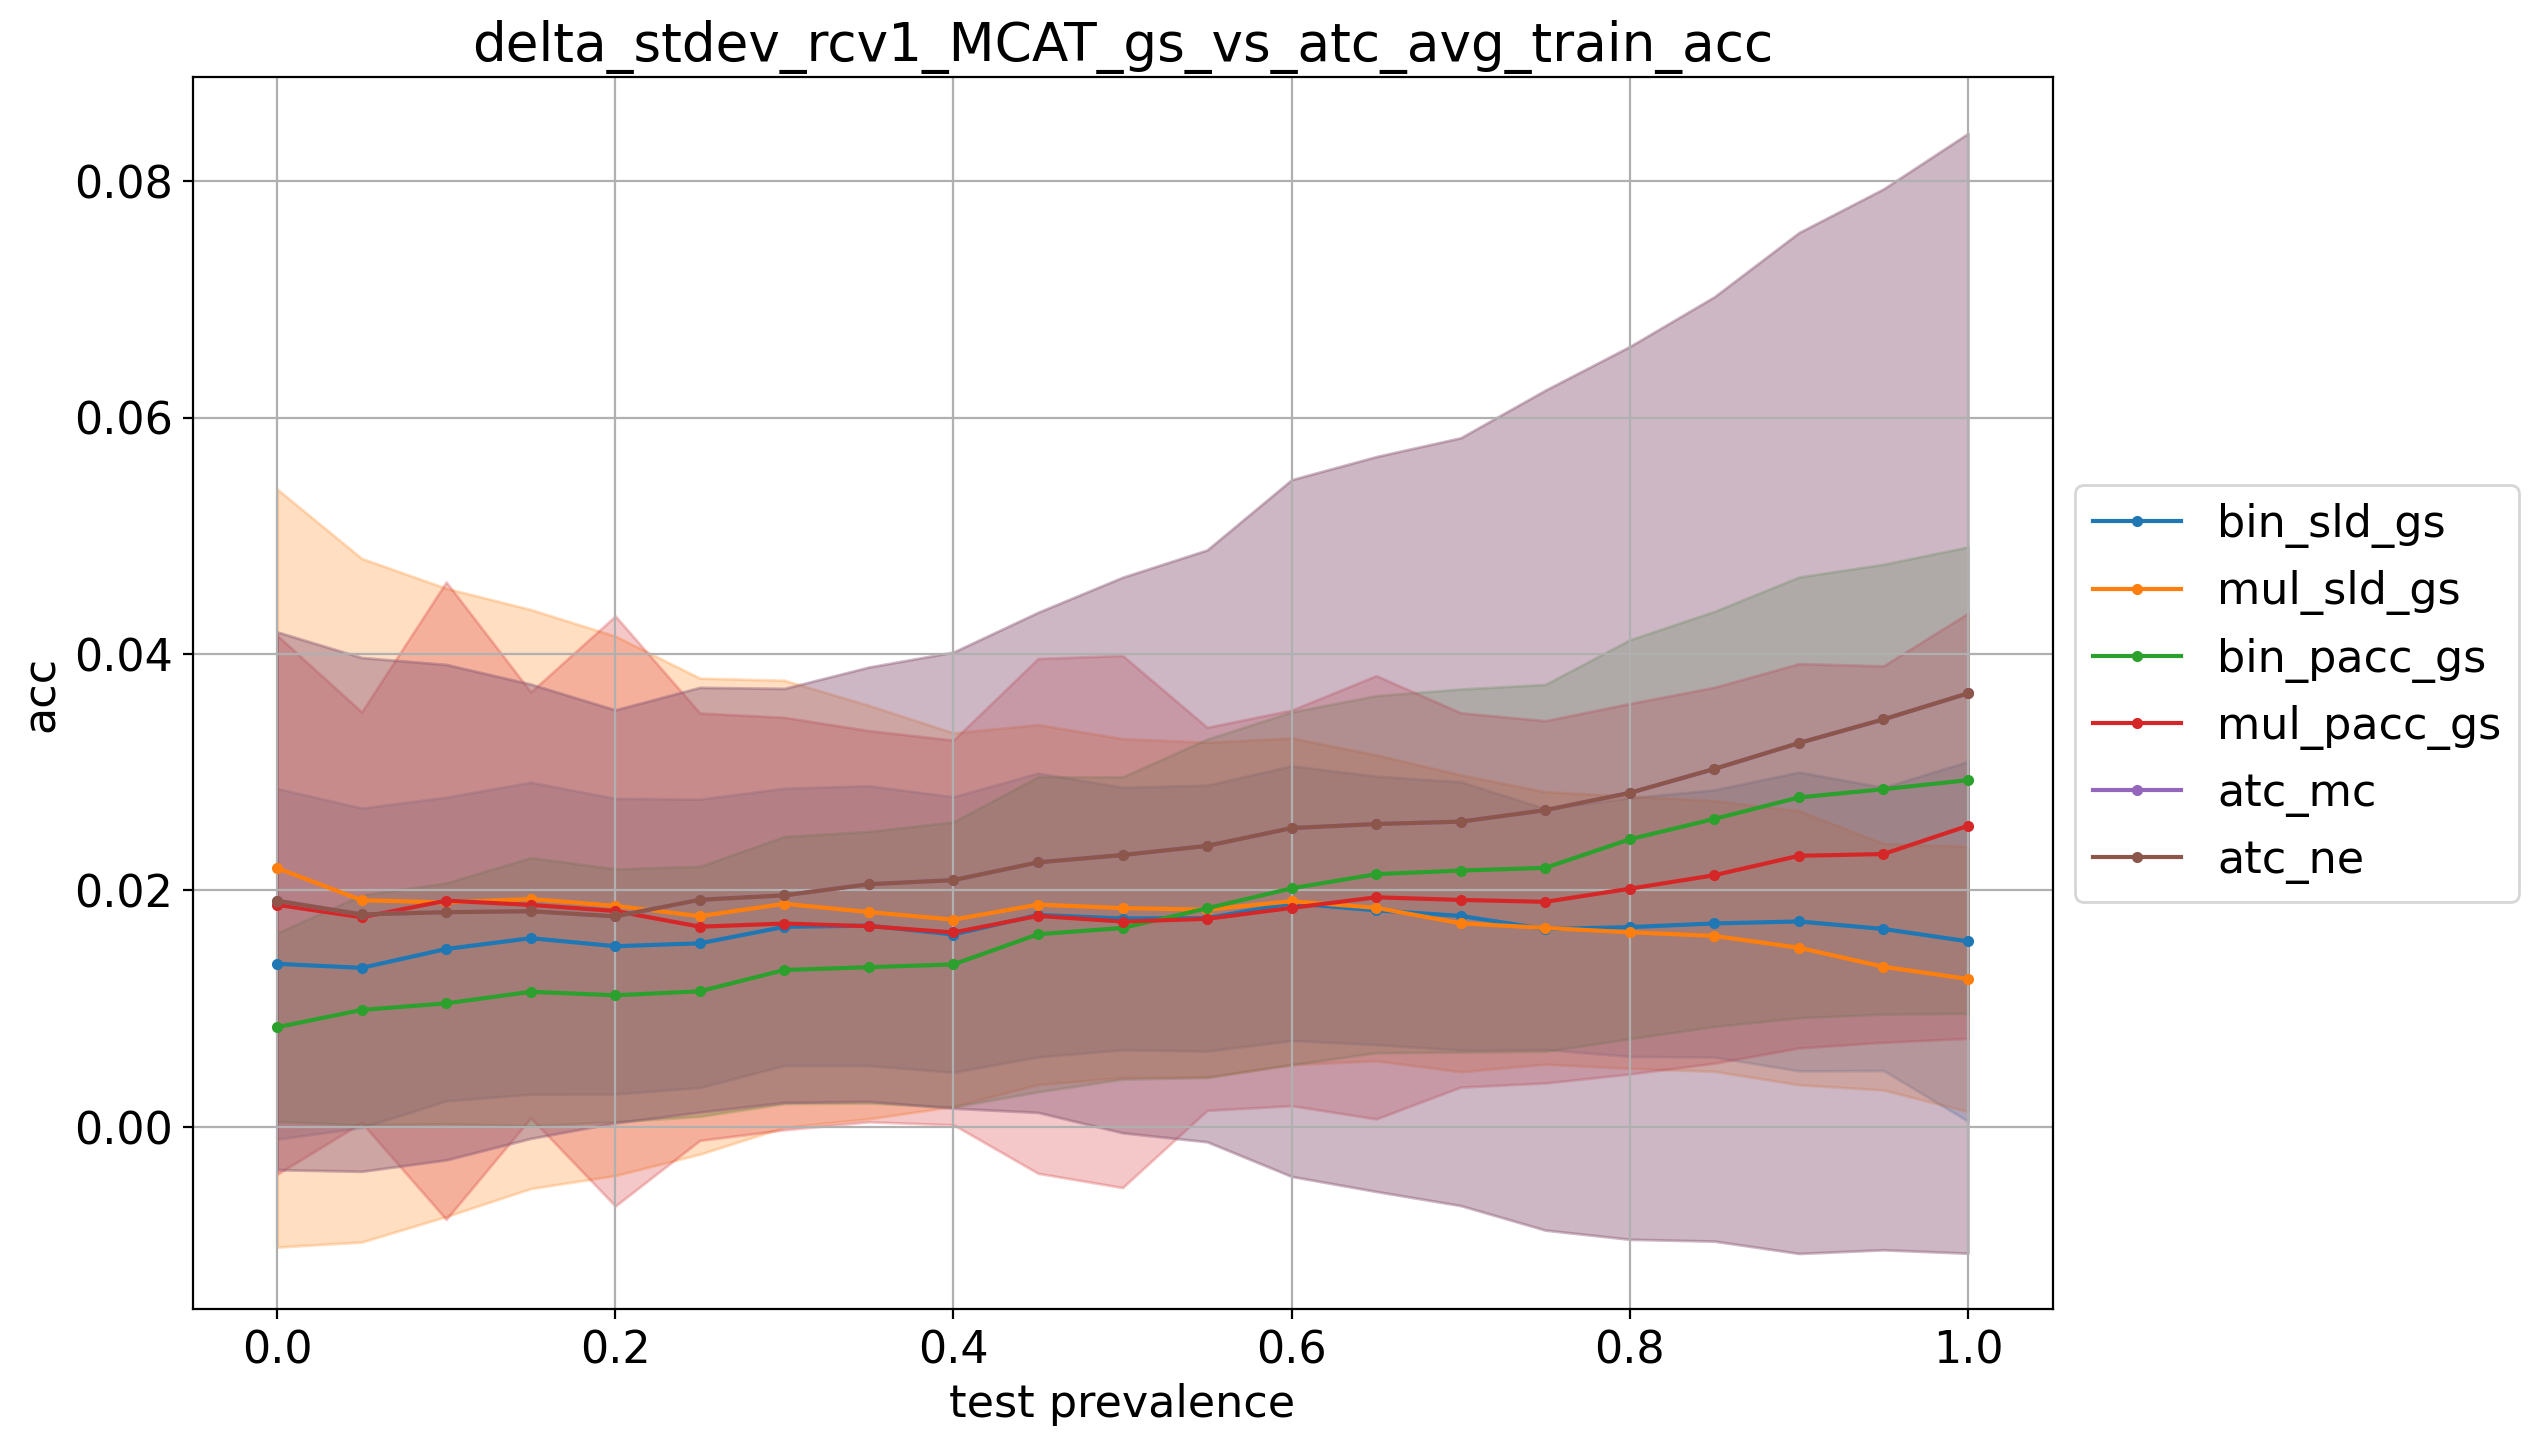 delta_stdev_rcv1_MCAT_gs_vs_atc_avg_train_acc
0.08
0.06
0.04
0.02
0.00
acc
0.0 0.2 0.4 0.6 0.8 1.0
test prevalence
bin_sld_gs
mul_sld_gs
bin_pacc_gs
mul_pacc_gs
atc_mc
atc_ne